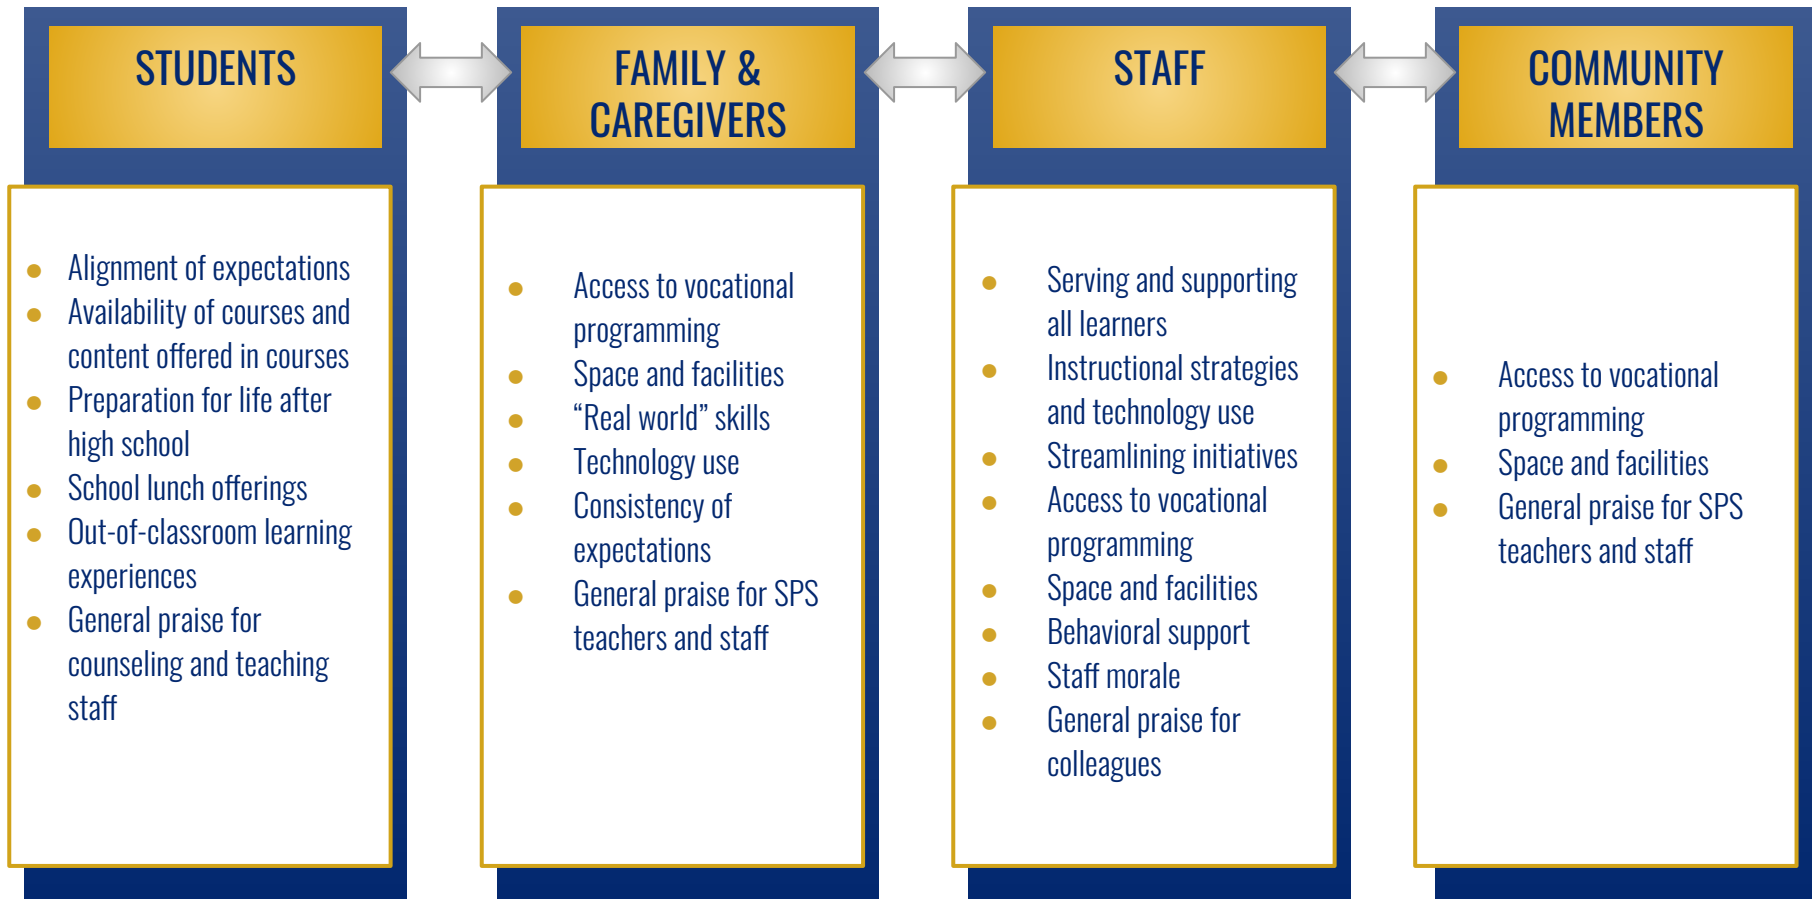 STUDENTS
● Alignment of expectations
● Availability of courses and
content offered in courses
● Preparation for life after
high school
● School lunch offerings
● Out-of-classroom learning
experiences
● General praise for
counseling and teaching
staff
FAMILY &
CAREGIVERS
● Access to vocational
programming
● Space and facilities
● “Real world” skills
● Technology use
● Consistency of
expectations
● General praise for SPS
teachers and staff
STAFF
● Serving and supporting
all learners
● Instructional strategies
and technology use
● Streamlining initiatives
● Access to vocational
programming
● Space and facilities
● Behavioral support
● Staff morale
● General praise for
colleagues
COMMUNITY
MEMBERS
● Access to vocational
programming
● Space and facilities
● General praise for SPS
teachers and staff